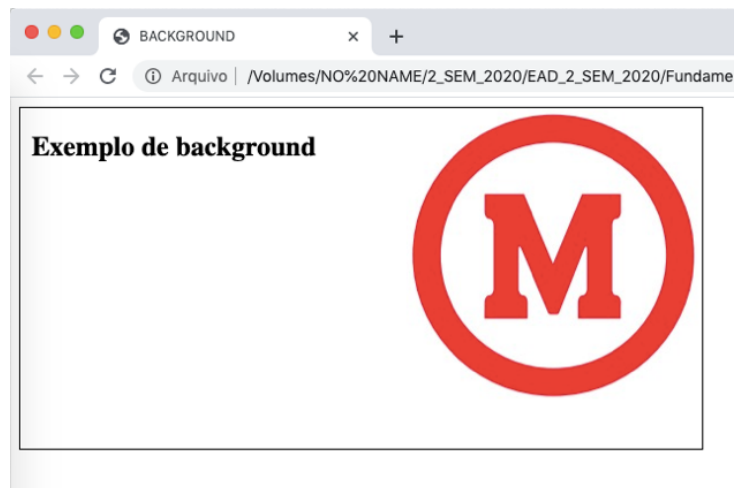 BACKGROUND
Arquivo | /Volumes/NO%20NAME/2_SEM_2020/EAD_2_SEM_2020/Fundame
Exemplo de background
M